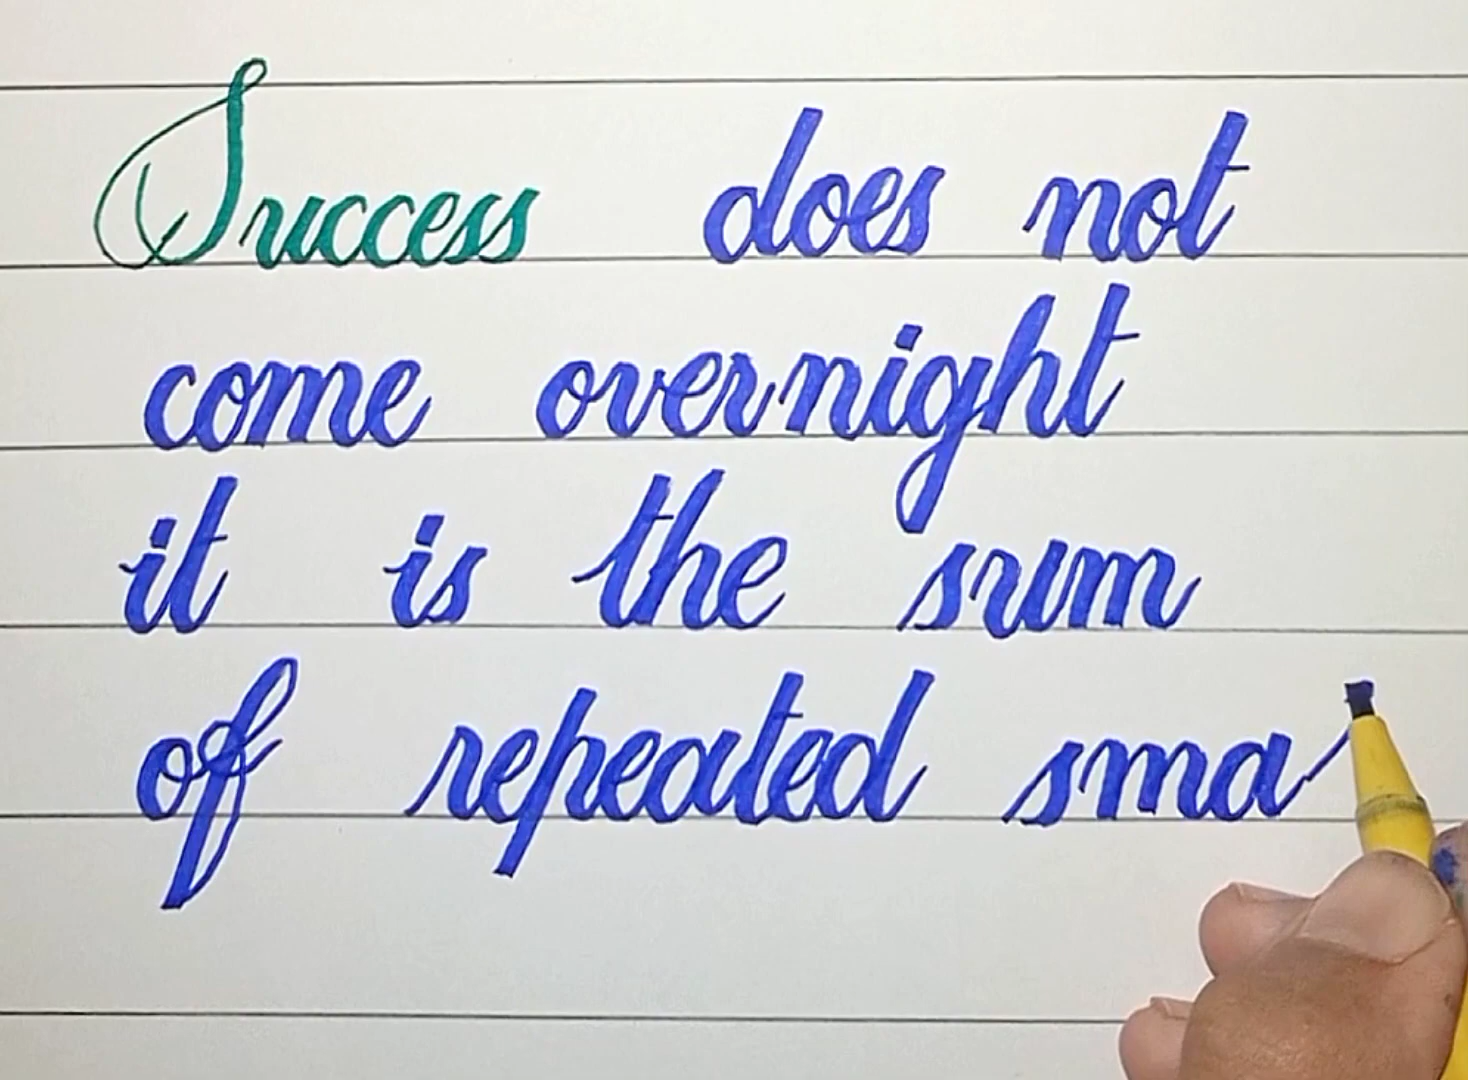 Success does not
come overnight
it is the sum
of repeated sma